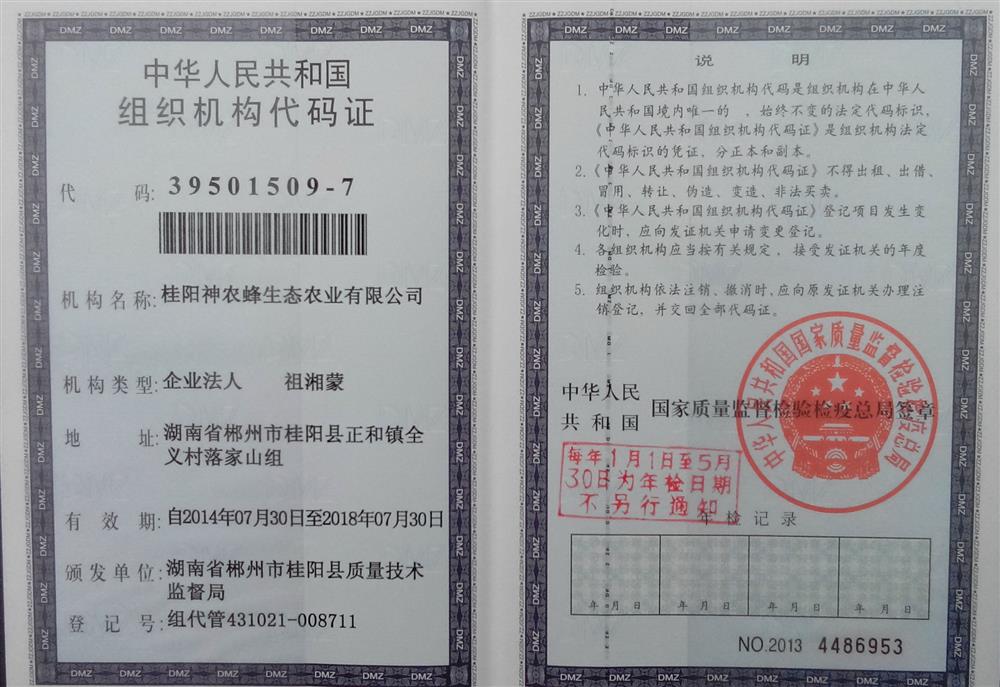 中华人民共和国
组织机构代码证
代 码: 39501509-7
机构名称: 桂阳神农蜂生态农业有限公司
机构类型: 企业法人 祖湘蒙
地 址: 湖南省郴州市桂阳县正和镇全
义村落家山组
有 效 期: 自2014年07月30日至2018年07月30日
颁发单位: 湖南省郴州市桂阳县质量技术
监督局
登 记 号: 组代管431021-008711
说 明
1. 中华人民共和国组织机构代码是组织机构在中华人
民共和国境内唯一的、始终不变的法定代码标识，
《中华人民共和国组织机构代码证》是组织机构法定
代码标识的凭证，分正本和副本。
2.《中华人民共和国组织机构代码证》不得出租、出借、
冒用、转让、伪造、变造、非法买卖。
3.《中华人民共和国组织机构代码证》登记项目发生变
化时、应向发证机关申请变更登记。
4. 各组织机构应当按有关规定，接受发证机关的年度
检验。
5. 组织机构依法注销、撤消时、应向原发证机关办理注
销登记，并交回全部代码证。
中华人民
共和国 国家质量监督检验检疫总局签章
中华人民共和国国家质量监督检验检疫总局
每年1月1日至5月
30日为年检日期
不另行通知
年检记录
年 月 日 年 月 日 年 月 日 年 月 日
NO.2013 4486953